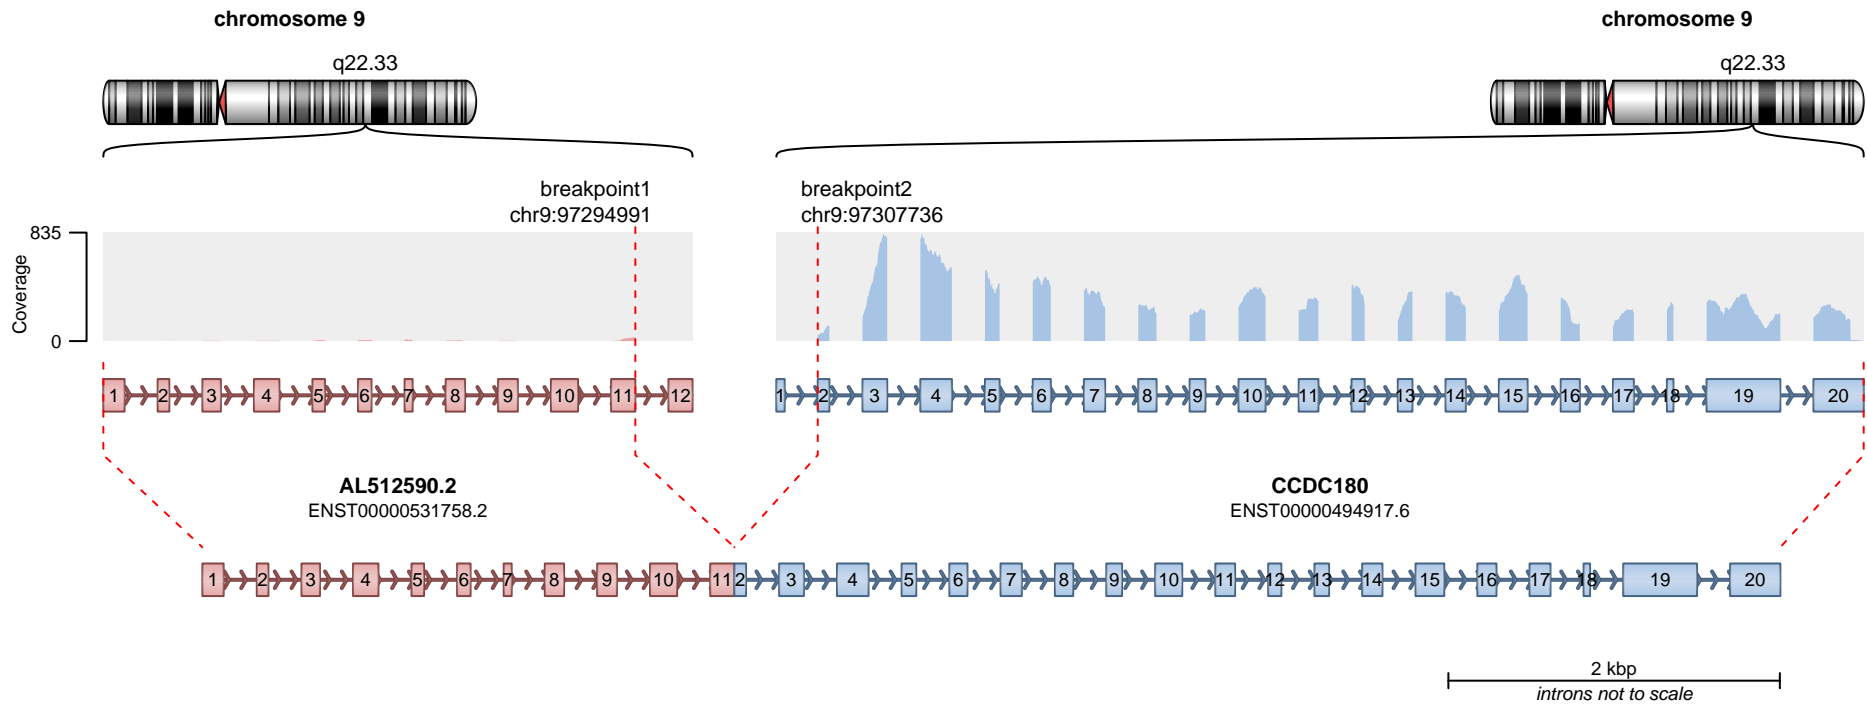 chromosome 9
chromosome 9
q22.33
q22.33
breakpoint1
chr9:97294991
breakpoint2
chr9:97307736
835
Coverage
0
1 2 3 4 5 6 7 8 9 10 11 12
1 2 3 4 5 6 7 8 9 10 11 12 13 14 15 16 17 18 19 20
AL512590.2
ENST00000531758.2
CCDC180
ENST00000494917.6
1 2 3 4 5 6 7 8 9 10 11 2 3 4 5 6 7 8 9 10 11 12 13 14 15 16 17 18 19 20
2 kbp
introns not to scale